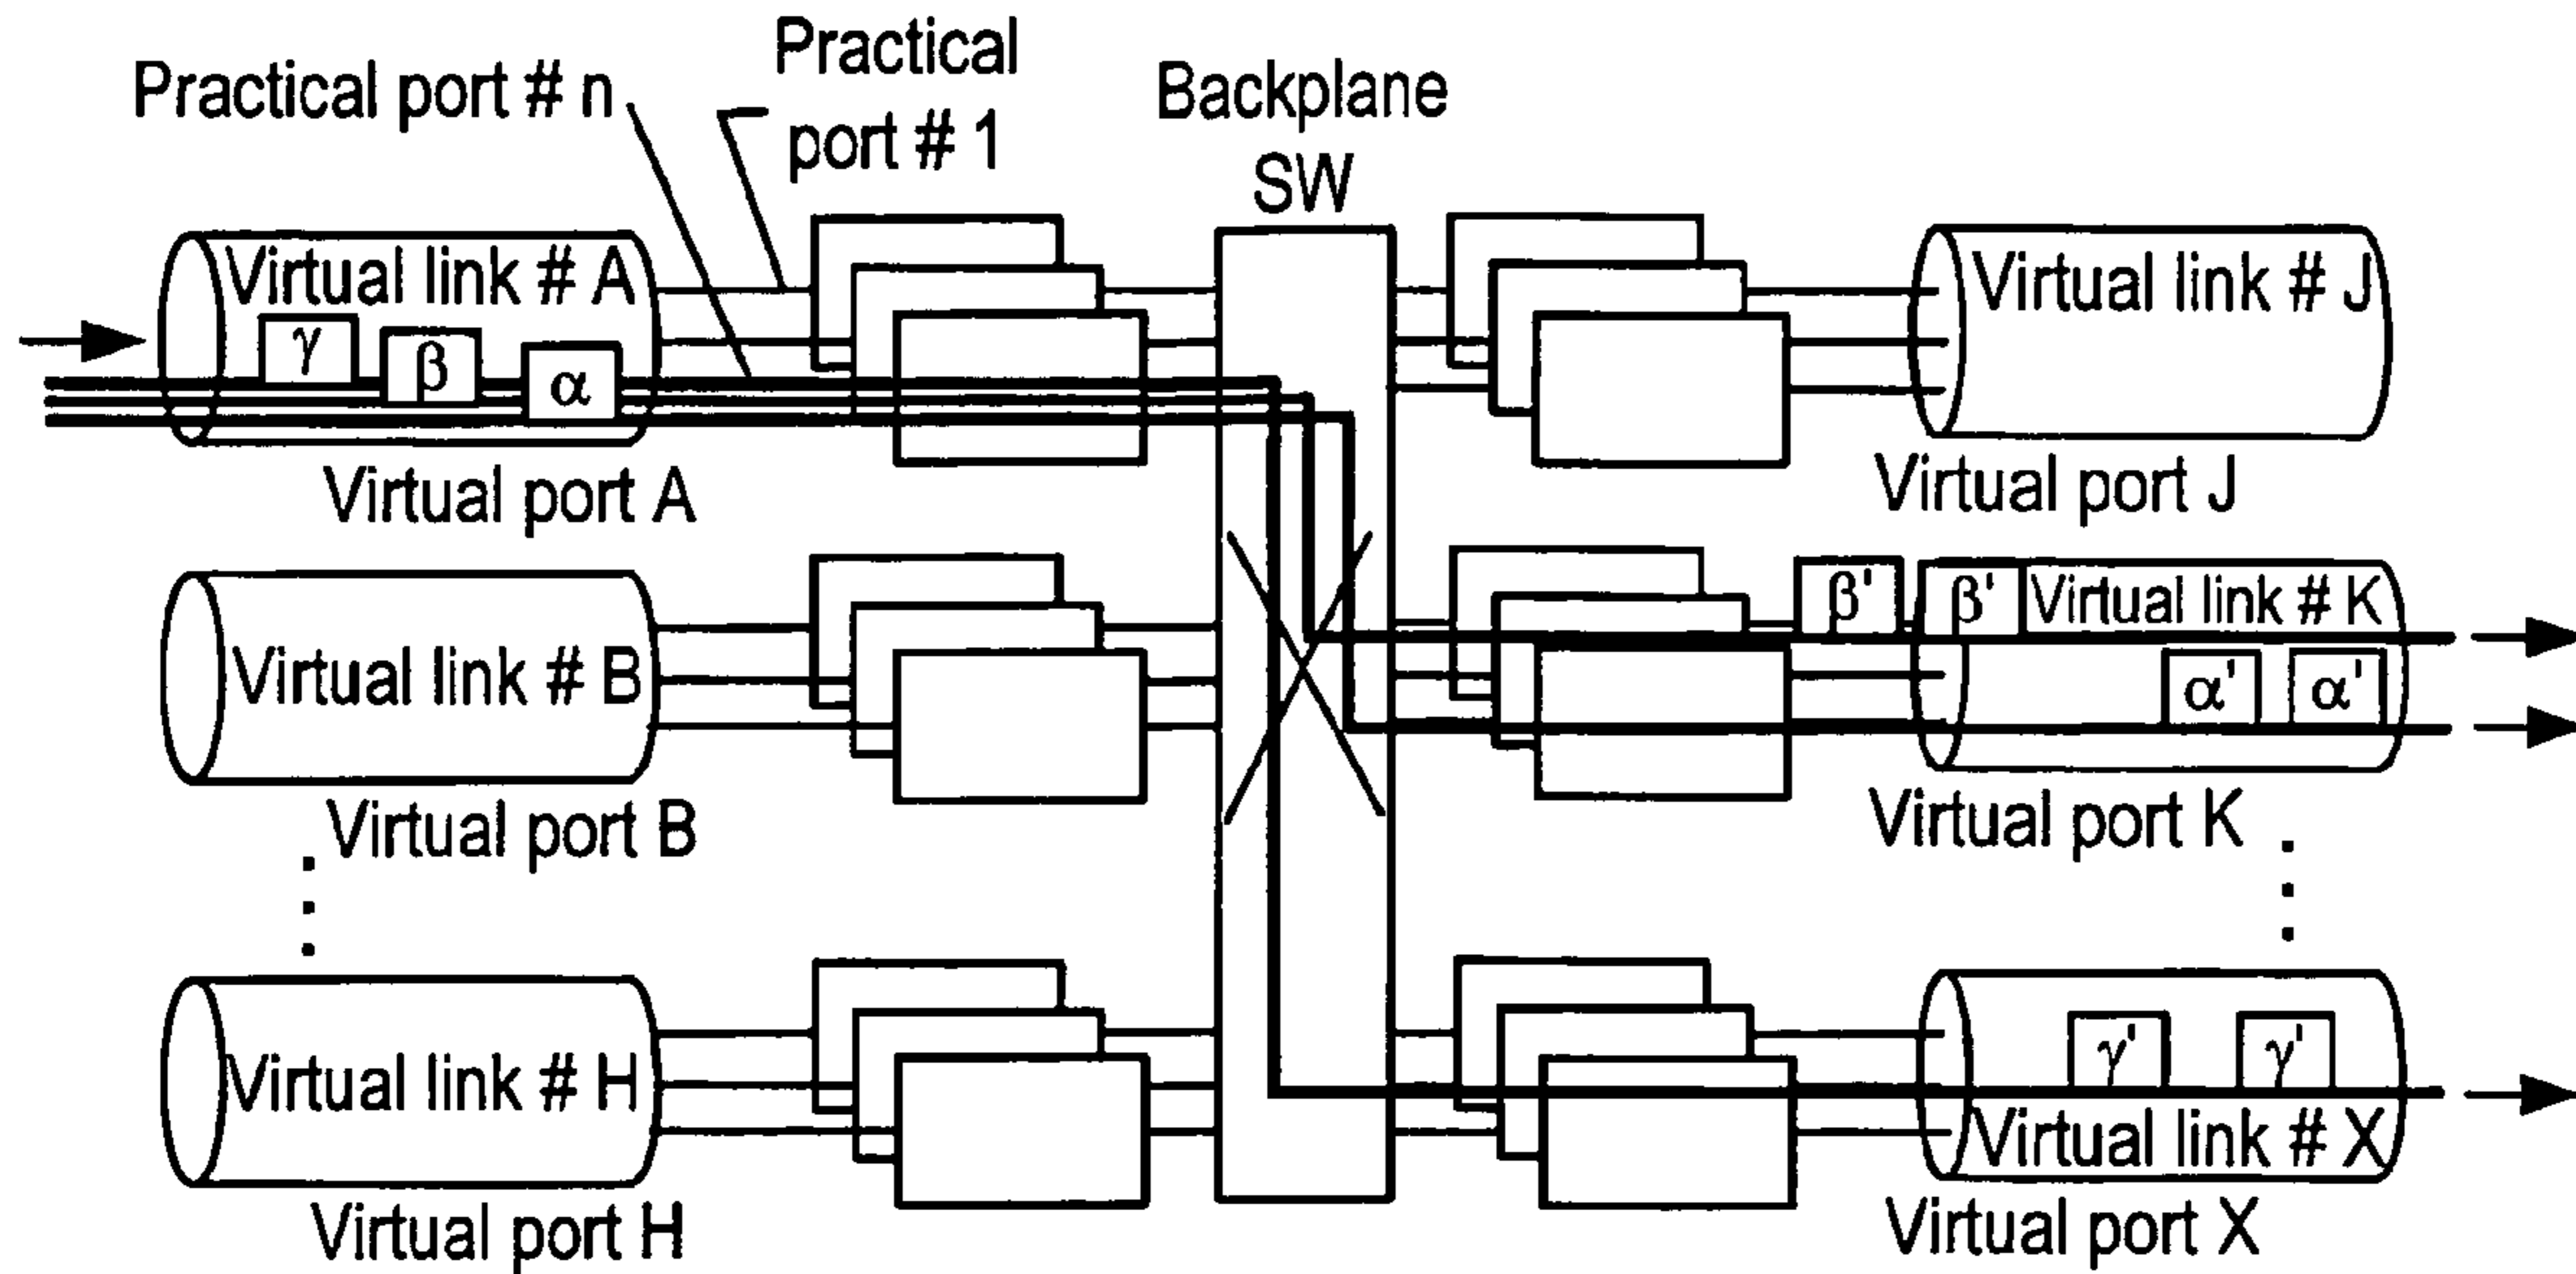 Practical
Practical port # n
port # 1
Backplane
SW
Virtual link # A
γ
β
α
Virtual port A
Virtual link # J
Virtual port J
Virtual link # B
Virtual port B
β'
β'
Virtual link # K
α'
α'
Virtual port K
Virtual link # H
Virtual port H
γ'
γ'
Virtual link # X
Virtual port X